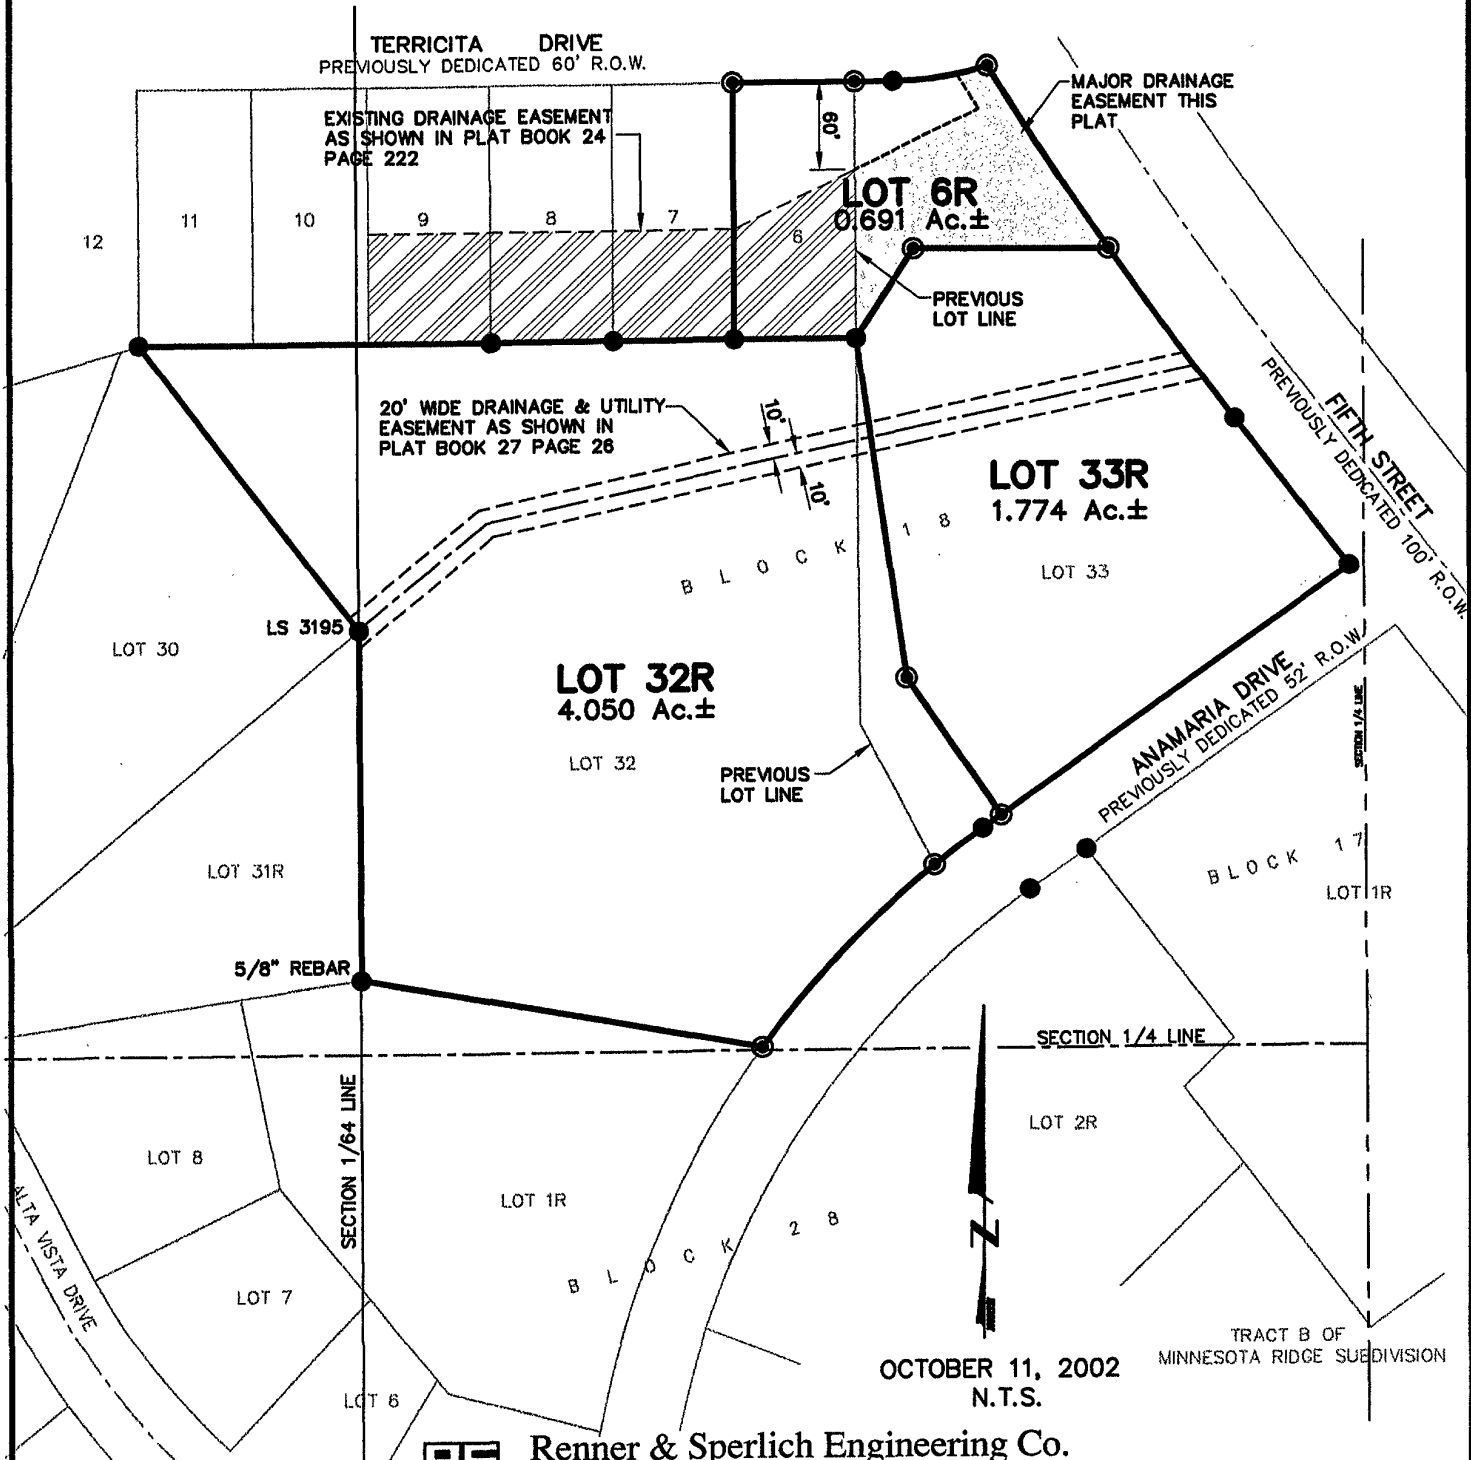 TERRICITA DRIVE
PREVIOUSLY DEDICATED 60' R.O.W.
MAJOR DRAINAGE
EASEMENT THIS
PLAT
EXISTING DRAINAGE EASEMENT
AS SHOWN IN PLAT BOOK 24
PAGE 222
60'
LOT 6R
0.691 Ac.±
12
11
10
9
8
7
6
PREVIOUS
LOT LINE
20' WIDE DRAINAGE & UTILITY
EASEMENT AS SHOWN IN
PLAT BOOK 27 PAGE 26
10'
10'
FIFTH STREET
PREVIOUSLY DEDICATED 100' R.O.W.
LOT 33R
1.774 Ac.±
BLOCK 18
LOT 33
LS 3195
LOT 30
LOT 32R
4.050 Ac.±
LOT 32
PREVIOUS
LOT LINE
ANAMARIA DRIVE
PREVIOUSLY DEDICATED 52' R.O.W.
SECTION 1/4 LINE
BLOCK 17
LOT 1R
LOT 31R
5/8" REBAR
SECTION 1/4 LINE
SECTION 1/64 LINE
LOT 2R
LOT 8
LOT 1R
BLOCK 28
N
ALTA VISTA DRIVE
LOT 7
LOT 6
TRACT B OF
MINNESOTA RIDGE SUBDIVISION
OCTOBER 11, 2002
N.T.S.
Renner & Sperlich Engineering Co.